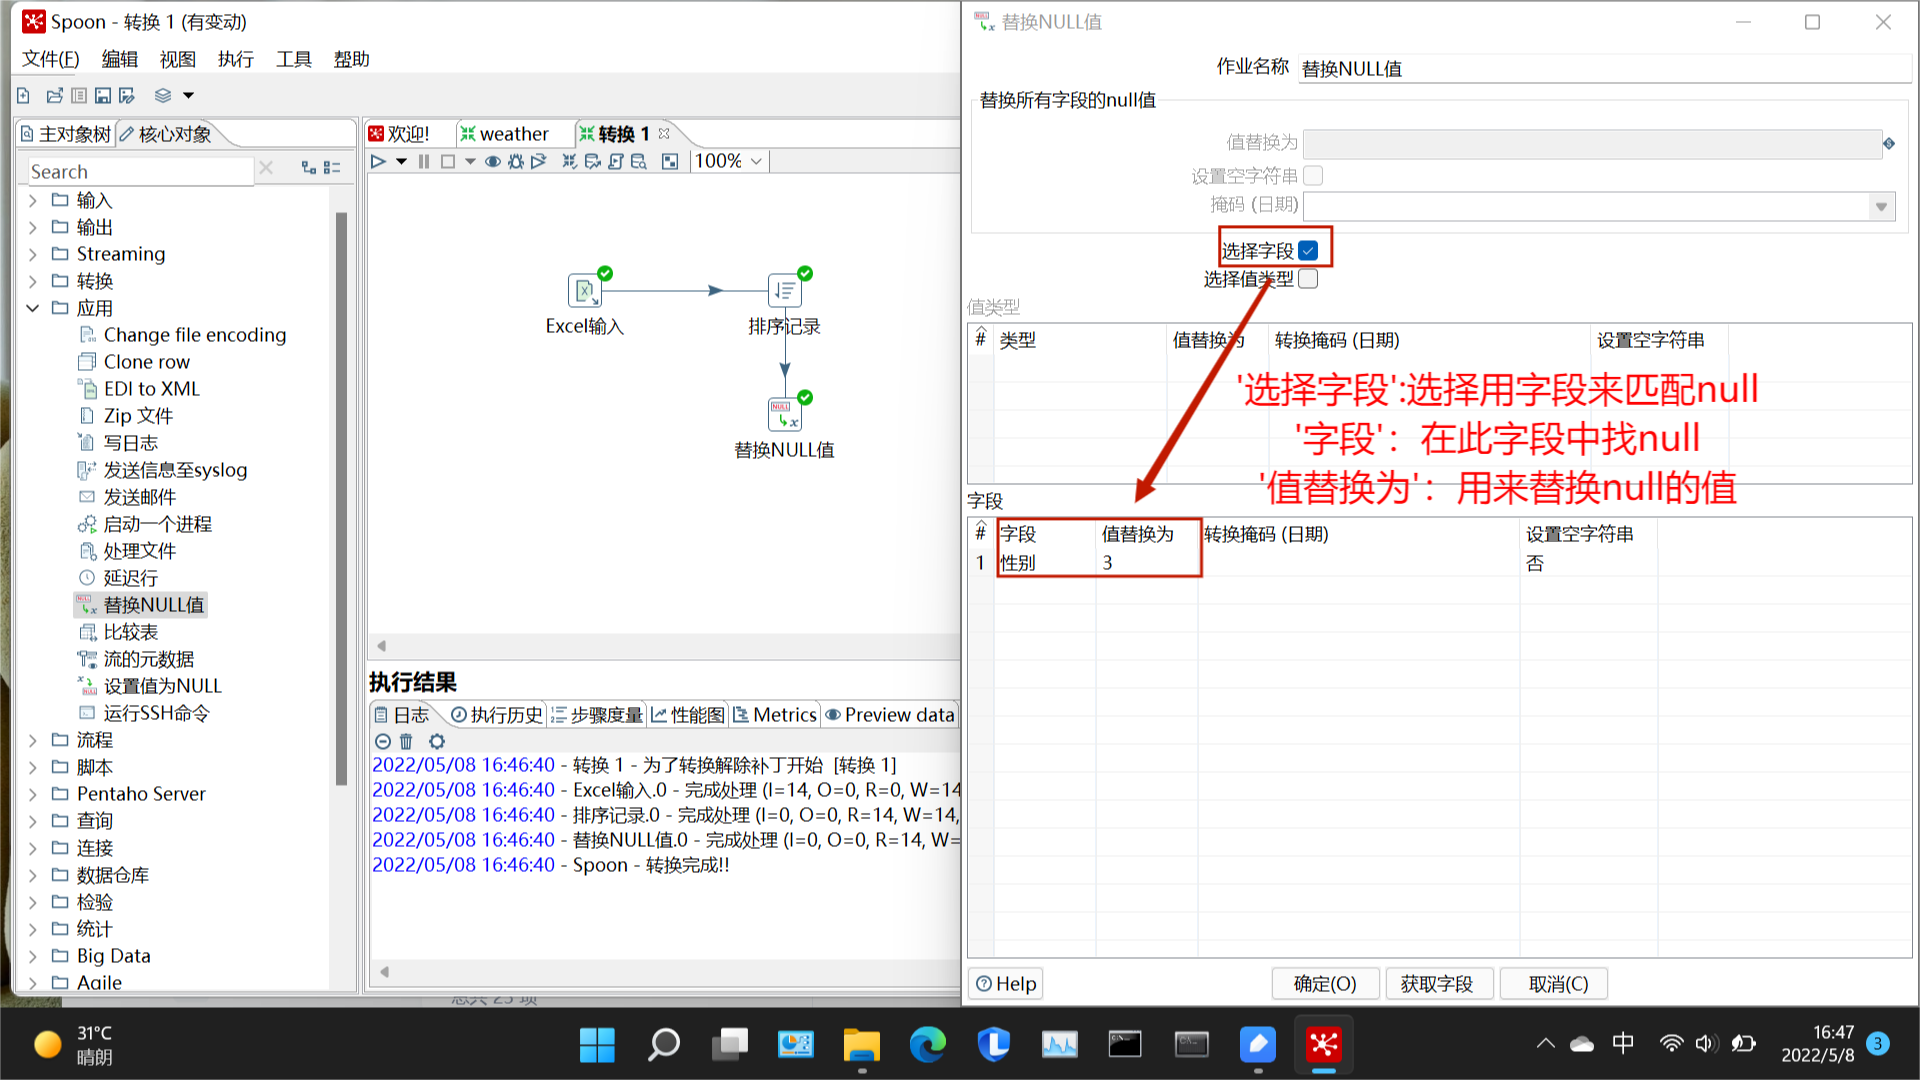 Spoon - 转换 1 (有变动)
文件(F) 编辑 视图 执行 工具 帮助
主对象树 核心对象
Search
输入
输出
Streaming
转换
应用
Change file encoding
Clone row
EDI to XML
Zip 文件
写日志
发送信息至syslog
发送邮件
启动一个进程
处理文件
延迟行
替换NULL值
比较表
流的元数据
设置值为NULL
运行SSH命令
流程
脚本
Pentaho Server
查询
连接
数据仓库
检验
统计
Big Data
Agile
欢迎! weather 转换 1
100%
Excel输入
排序记录
替换NULL值
执行结果
日志 执行历史 步骤度量 性能图 Metrics Preview data
2022/05/08 16:46:40 - 转换 1 - 为了转换解除补丁开始 [转换 1]
2022/05/08 16:46:40 - Excel输入.0 - 完成处理 (I=14, O=0, R=0, W=14
2022/05/08 16:46:40 - 排序记录.0 - 完成处理 (I=0, O=0, R=14, W=14,
2022/05/08 16:46:40 - 替换NULL值.0 - 完成处理 (I=0, O=0, R=14, W=
2022/05/08 16:46:40 - Spoon - 转换完成!!
替换NULL值
作业名称 替换NULL值
替换所有字段的null值
值替换为
设置空字符串
掩码 (日期)
选择字段
选择值类型
值类型
# 类型 值替换为 转换掩码 (日期) 设置空字符串
'选择字段':选择用字段来匹配null
'字段'：在此字段中找null
'值替换为'：用来替换null的值
字段
# 字段 值替换为 转换掩码 (日期) 设置空字符串
1 性别 3 否
Help 确定(O) 获取字段 取消(C)
31°C
晴朗
中
16:47
2022/5/8
3